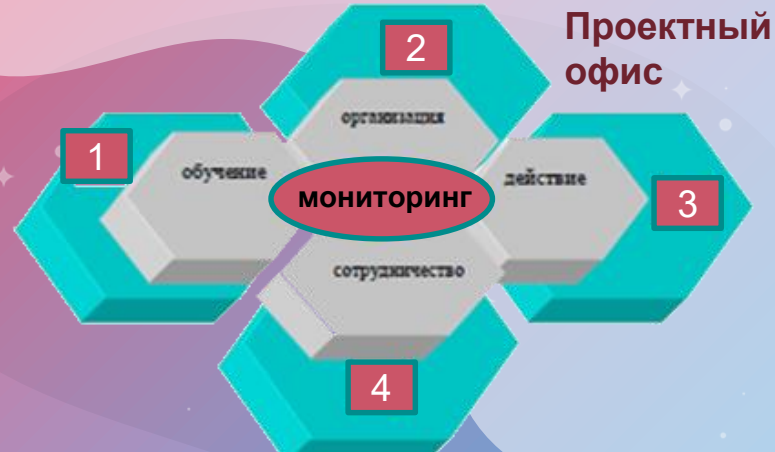 Проектный
офис
2
организация
1
обучение
мониторинг
действие
3
сотрудничество
4